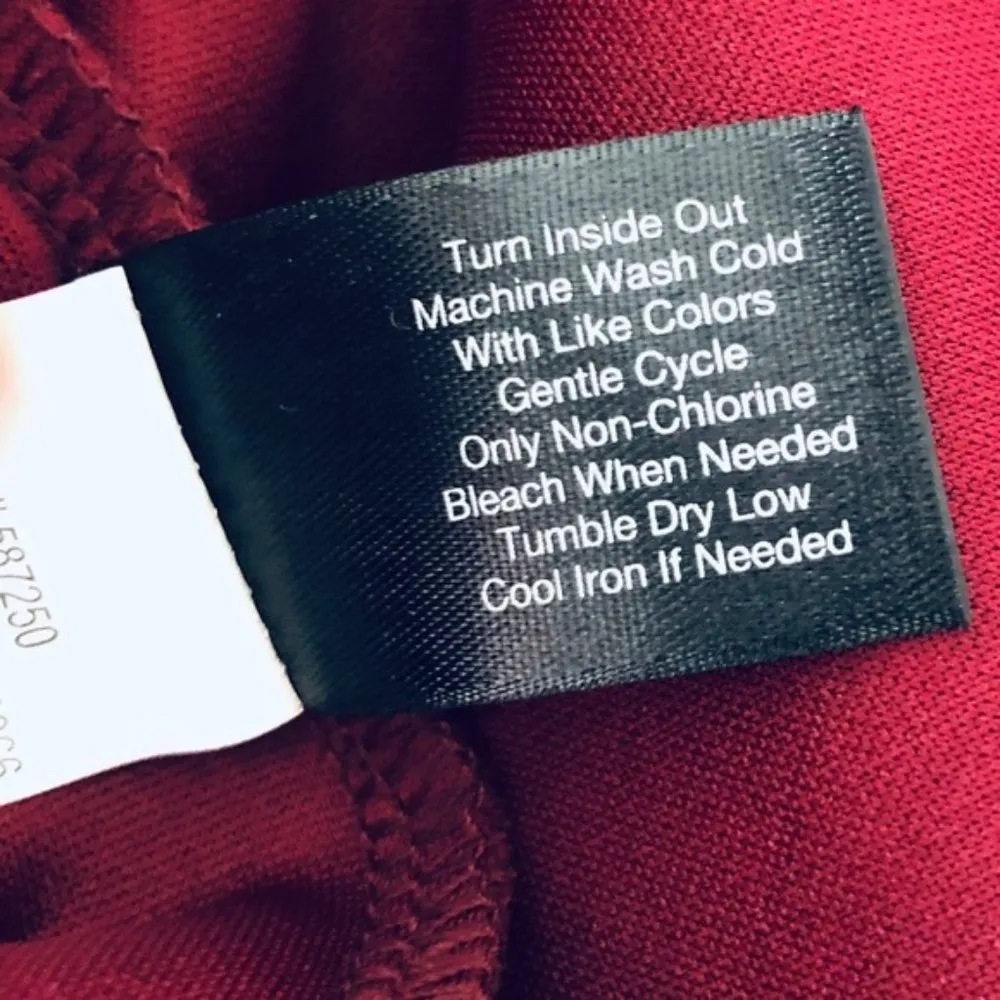 Turn Inside Out
Machine Wash Cold
With Like Colors
Gentle Cycle
Only Non-Chlorine
Bleach When Needed
Tumble Dry Low
Cool Iron If Needed
587250